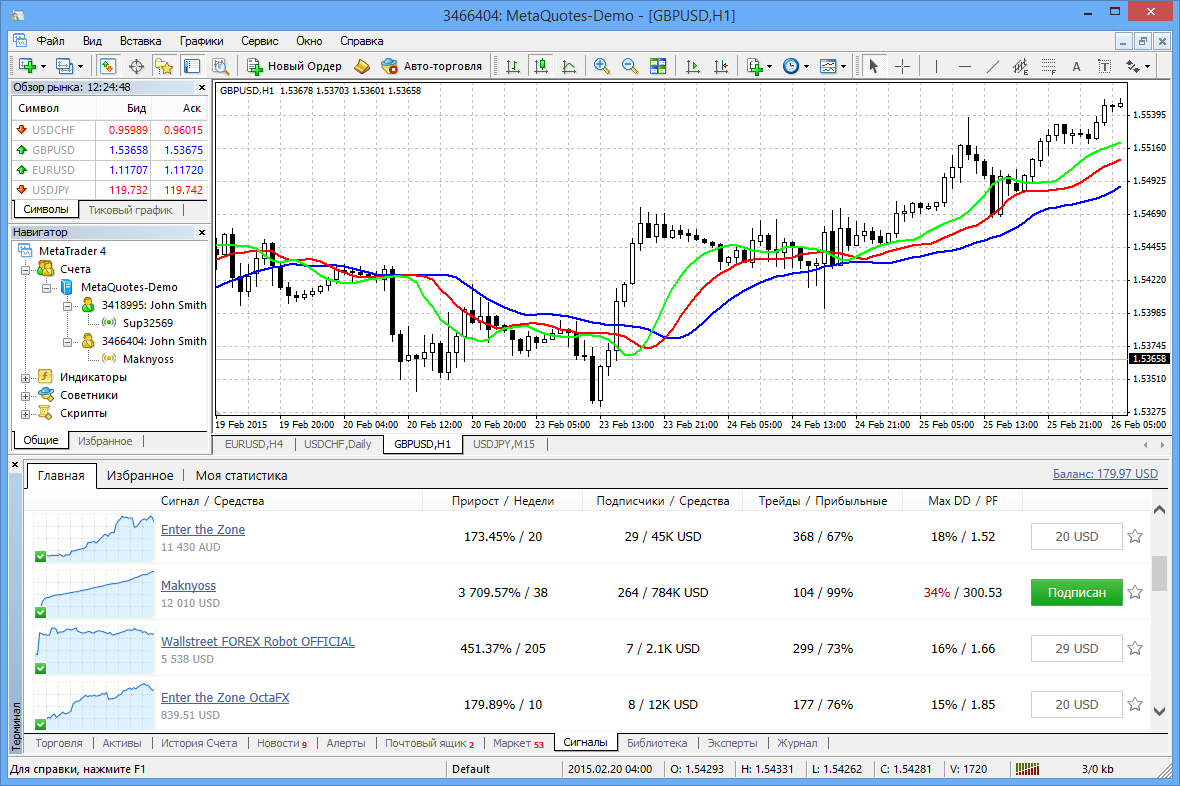 3466404: MetaQuotes-Demo - [GBPUSD,H1]
Файл Вид Вставка Графики Сервис Окно Справка
Новый Ордер Авто-торговля
Обзор рынка: 12:24:48
Символ Бид Аск
USDCHF 0.95989 0.96015
GBPUSD 1.53658 1.53675
EURUSD 1.11707 1.11720
USDJPY 119.732 119.742
Символы Тиковый график
Навигатор
MetaTrader 4
Счета
MetaQuotes-Demo
3418995: John Smith
Sup32569
3466404: John Smith
Maknyoss
Индикаторы
Советники
Скрипты
Общие Избранное
GBPUSD,H1 1.53678 1.53703 1.53601 1.53658
1.55395
1.55160
1.54925
1.54690
1.54455
1.54220
1.53985
1.53745
1.53658
1.53510
1.53275
19 Feb 2015 19 Feb 20:00 20 Feb 04:00 20 Feb 12:00 20 Feb 20:00 23 Feb 05:00 23 Feb 13:00 23 Feb 21:00 24 Feb 05:00 24 Feb 13:00 24 Feb 21:00 25 Feb 05:00 25 Feb 13:00 25 Feb 21:00 26 Feb 05:00
EURUSD,H4 USDCHF,Daily GBPUSD,H1 USDJPY,M15
Терминал
Главная Избранное Моя статистика Баланс: 179.97 USD
Сигнал / Средства Прирост / Недели Подписчики / Средства Трейды / Прибыльные Max DD / PF
Enter the Zone 173.45% / 20 29 / 45K USD 368 / 67% 18% / 1.52 20 USD
11 430 AUD
Maknyoss 3 709.57% / 38 264 / 784K USD 104 / 99% 34% / 300.53 Подписан
12 010 USD
Wallstreet FOREX Robot OFFICIAL 451.37% / 205 7 / 2.1K USD 299 / 73% 16% / 1.66 29 USD
5 538 USD
Enter the Zone OctaFX 179.89% / 10 8 / 12K USD 177 / 76% 15% / 1.85 20 USD
839.51 USD
Торговля Активы История Счета Новости 9 Алерты Почтовый ящик 2 Маркет 53 Сигналы Библиотека Эксперты Журнал
Для справки, нажмите F1 Default 2015.02.20 04:00 O: 1.54293 H: 1.54331 L: 1.54262 C: 1.54281 V: 1720 3/0 kb